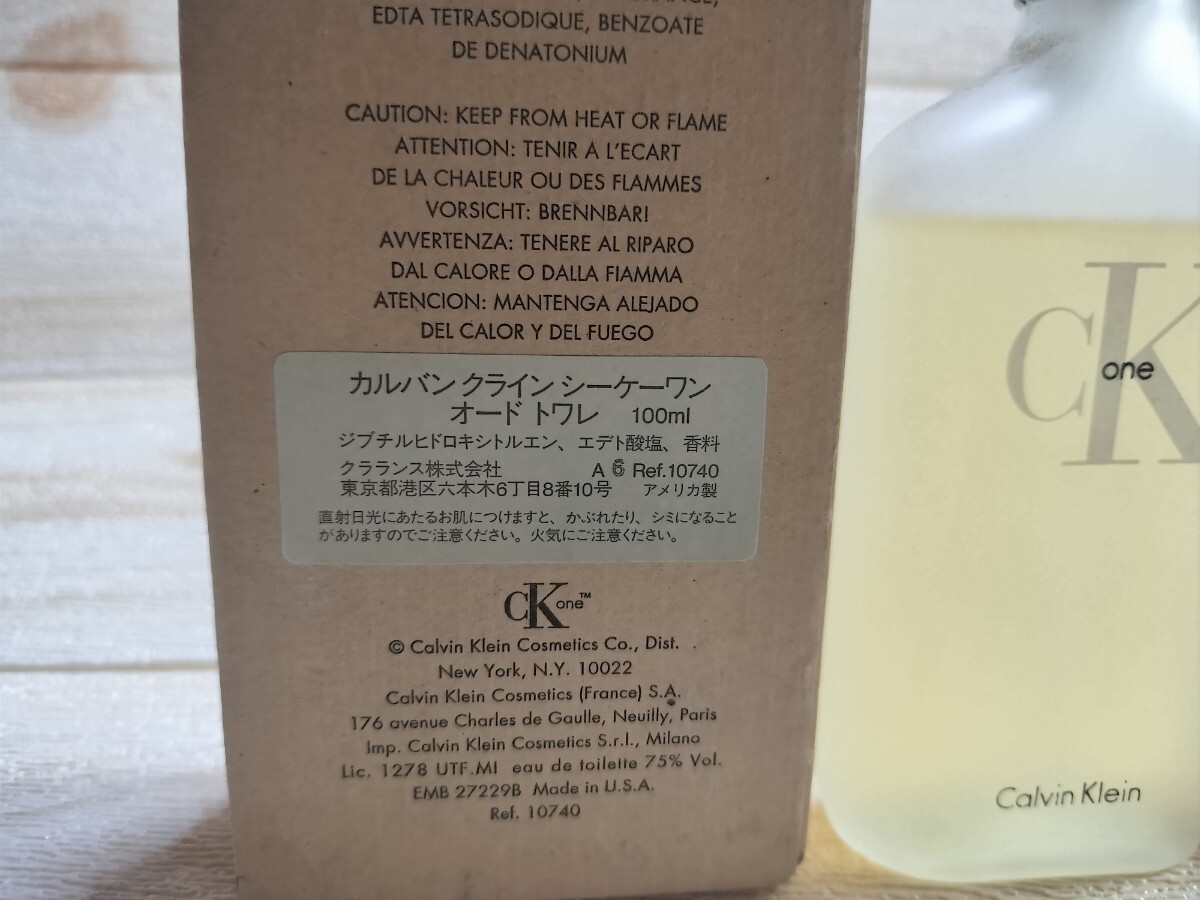 EDTA TETRASODIQUE, BENZOATE
DE DENATONIUM
CAUTION: KEEP FROM HEAT OR FLAME
ATTENTION: TENIR A L'ECART
DE LA CHALEUR OU DES FLAMMES
VORSICHT: BRENNBAR!
AVVERTENZA: TENERE AL RIPARO
DAL CALORE O DALLA FIAMMA
ATENCION: MANTENGA ALEJADO
DEL CALOR Y DEL FUEGO
カルバン クライン シーケーワン
オード トワレ 100ml
ジブチルヒドロキシトルエン、エデト酸塩、香料
クラランス株式会社 A Ref.10740
東京都港区六本木6丁目8番10号 アメリカ製
直射日光にあたるお肌につけますと、かぶれたり、シミになること
がありますのでご注意ください。火気にご注意ください。
cK one™
© Calvin Klein Cosmetics Co., Dist.
New York, N.Y. 10022
Calvin Klein Cosmetics (France) S.A.
176 avenue Charles de Gaulle, Neuilly, Paris
Imp. Calvin Klein Cosmetics S.r.l., Milano
Lic. 1278 UTF.MI eau de toilette 75% Vol.
EMB 27229B Made in U.S.A.
Ref. 10740
cK one
Calvin Klein